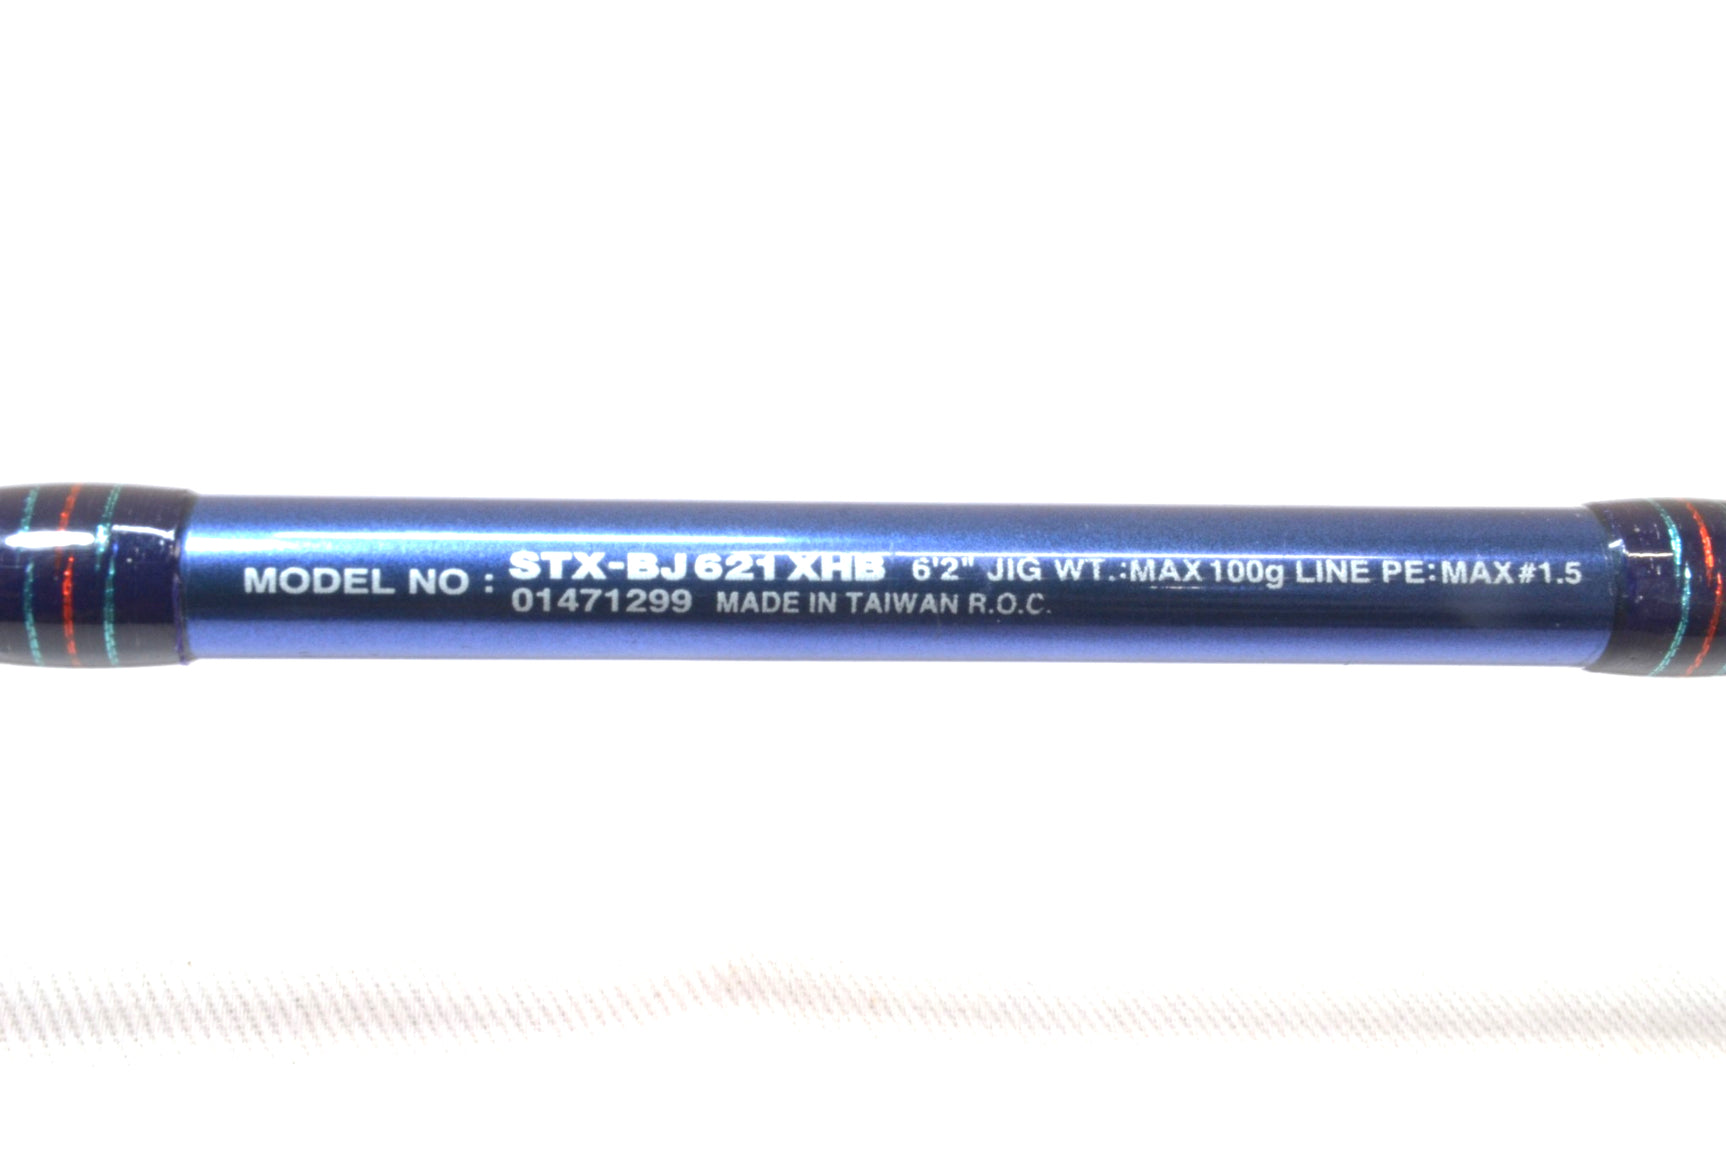 MODEL NO : STX-BJ621XHB 6'2" JIG WT.:MAX100g LINE PE:MAX#1.5
01471299 MADE IN TAIWAN R.O.C.